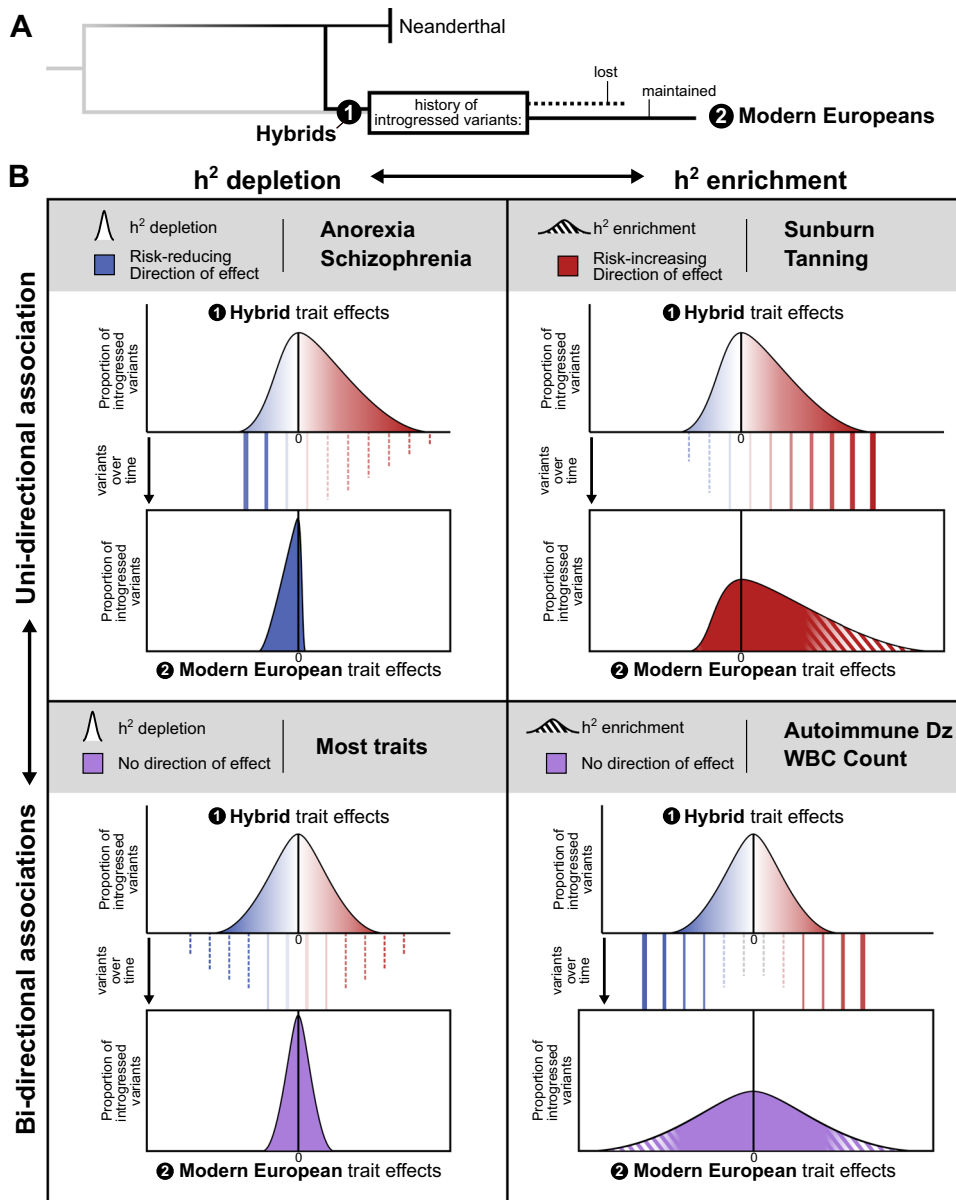 A
Neanderthal
lost
maintained
1
history of
introgressed variants:
2 Modern Europeans
Hybrids
B
h² depletion
h² enrichment
Uni-directional association
Bi-directional associations
h² depletion
Risk-reducing
Direction of effect
Anorexia
Schizophrenia
1 Hybrid trait effects
Proportion of
introgressed
variants
0
variants
over
time
Proportion of
introgressed
variants
0
2 Modern European trait effects
h² enrichment
Risk-increasing
Direction of effect
Sunburn
Tanning
1 Hybrid trait effects
Proportion of
introgressed
variants
0
variants
over
time
Proportion of
introgressed
variants
0
2 Modern European trait effects
h² depletion
No direction of effect
Most traits
1 Hybrid trait effects
Proportion of
introgressed
variants
0
variants
over
time
Proportion of
introgressed
variants
0
2 Modern European trait effects
h² enrichment
No direction of effect
Autoimmune Dz
WBC Count
1 Hybrid trait effects
Proportion of
introgressed
variants
0
variants
over
time
Proportion of
introgressed
variants
0
2 Modern European trait effects